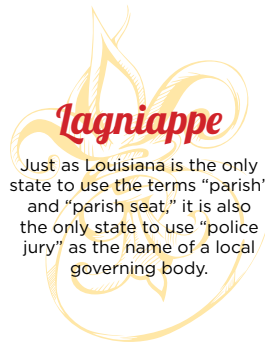 Lagniappe
Just as Louisiana is the only
state to use the terms “parish”
and “parish seat,” it is also
the only state to use “police
jury” as the name of a local
governing body.